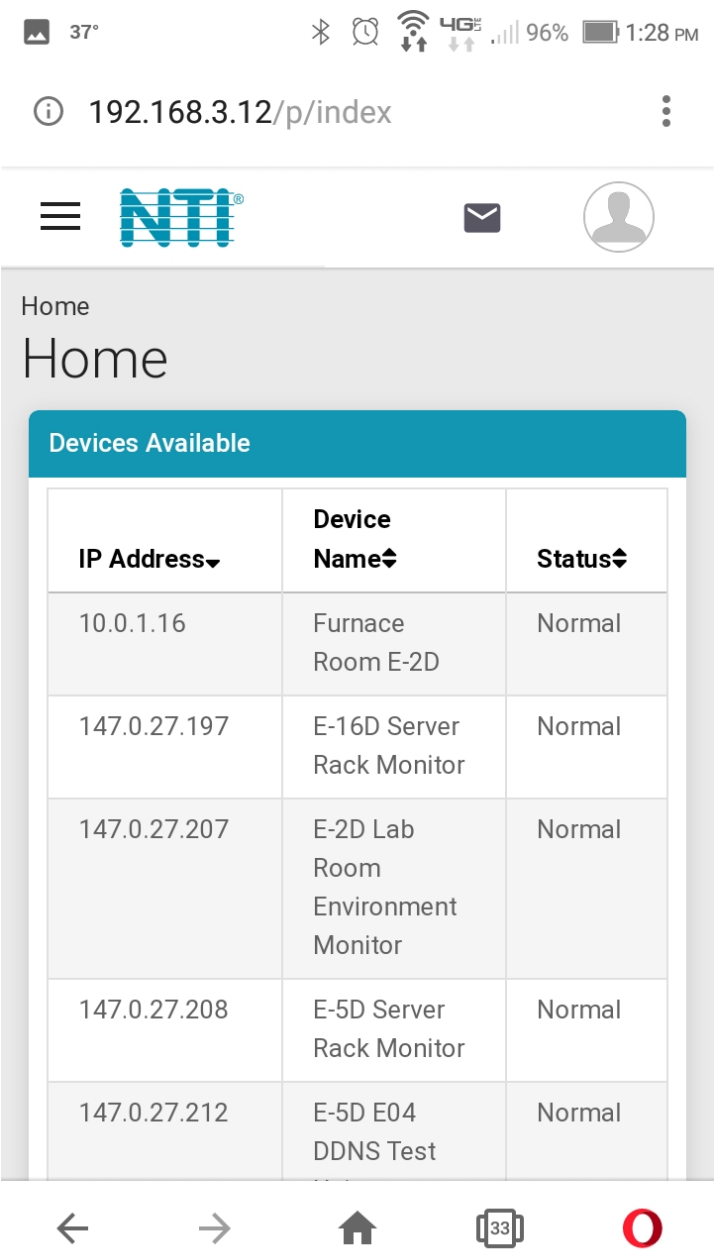 37°
4G LTE 96% 1:28 PM
192.168.3.12/p/index
NTI®
Home
Home
Devices Available
Device
IP Address Name Status
10.0.1.16 Furnace Normal
Room E-2D
147.0.27.197 E-16D Server Normal
Rack Monitor
147.0.27.207 E-2D Lab Normal
Room
Environment
Monitor
147.0.27.208 E-5D Server Normal
Rack Monitor
147.0.27.212 E-5D E04 Normal
DDNS Test
33